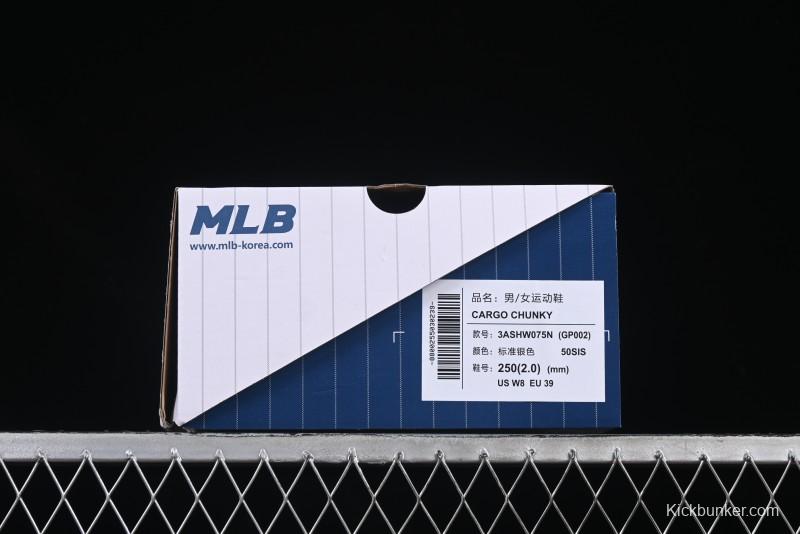 MLB
www.mlb-korea.com
8800255030239
品名: 男/女运动鞋
CARGO CHUNKY
款号: 3ASHW075N (GP002)
颜色: 标准银色 50SIS
鞋号: 250(2.0) (mm)
US W8 EU 39
Kickbunker.com